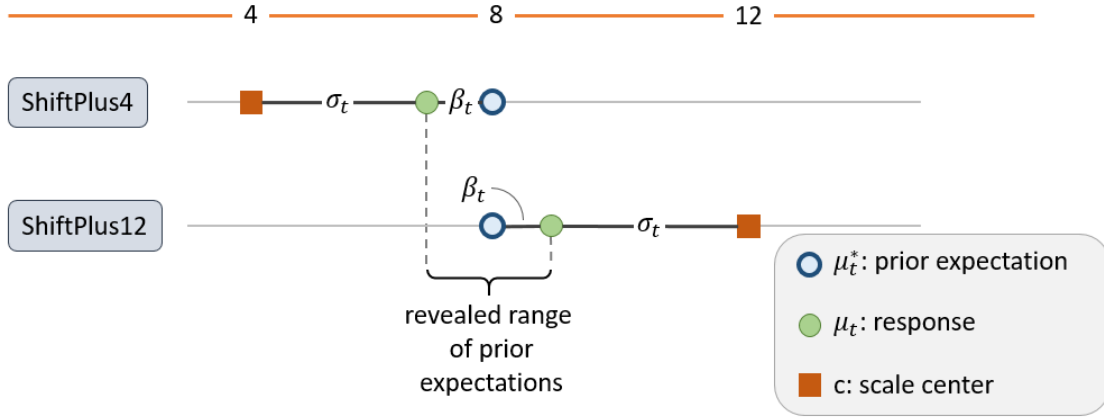 4 8 12
ShiftPlus4
σt βt
βt
ShiftPlus12
σt
revealed range
of prior
expectations
μt*: prior expectation
μt: response
c: scale center